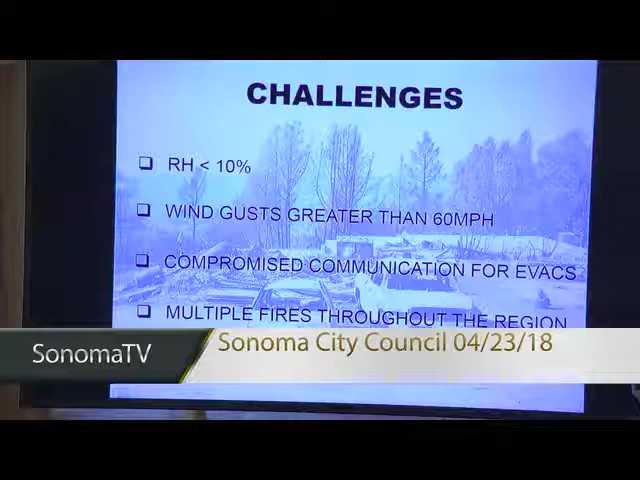 CHALLENGES
❑ RH < 10%
❑ WIND GUSTS GREATER THAN 60MPH
❑ COMPROMISED COMMUNICATION FOR EVACS
❑ MULTIPLE FIRES THROUGHOUT THE REGION
SonomaTV
Sonoma City Council 04/23/18